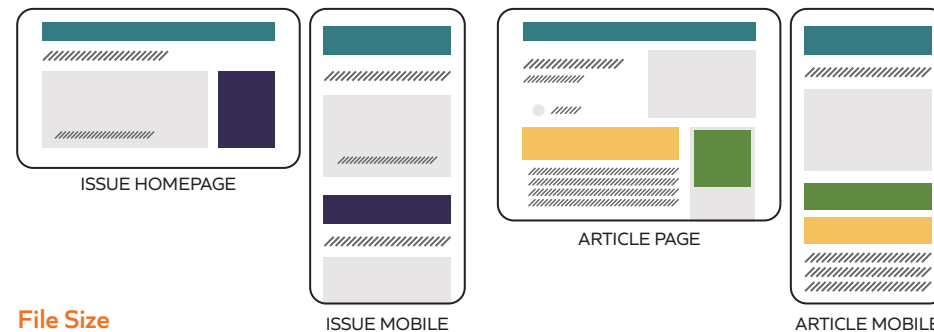 ISSUE HOMEPAGE
ARTICLE PAGE
File Size
ISSUE MOBILE
ARTICLE MOBILE